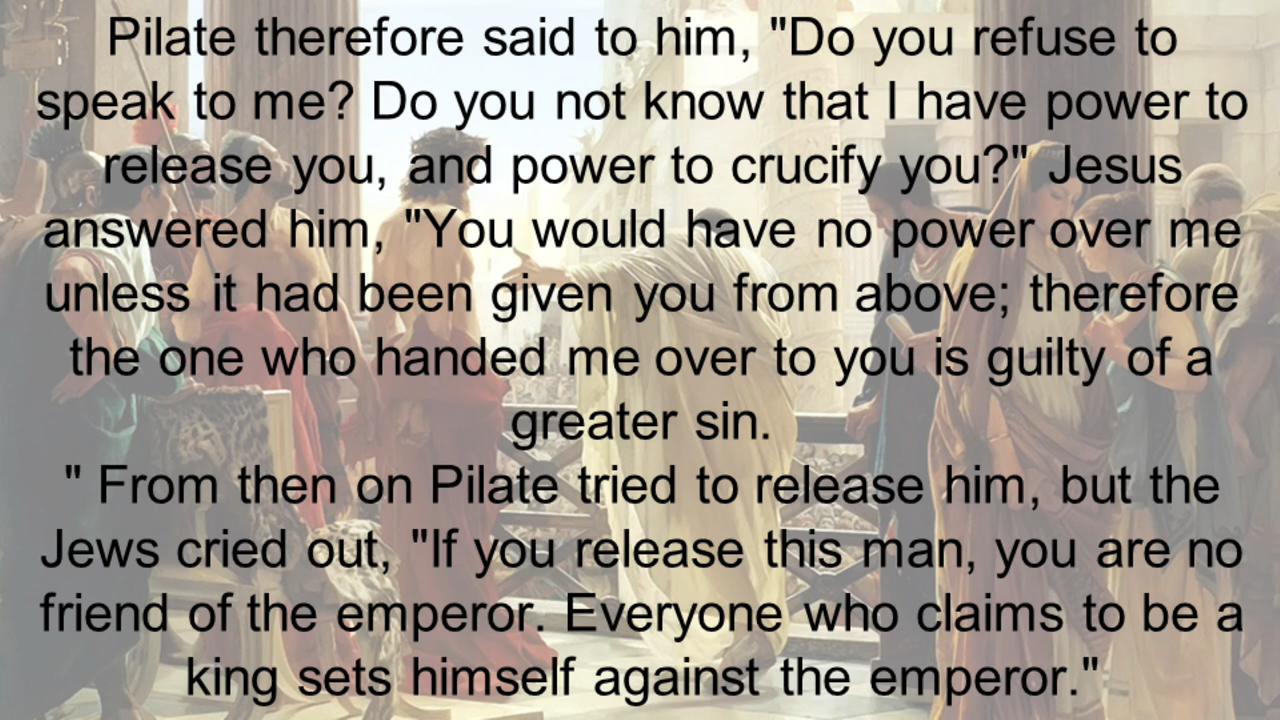 Pilate therefore said to him, "Do you refuse to
speak to me? Do you not know that I have power to
release you, and power to crucify you?" Jesus
answered him, "You would have no power over me
unless it had been given you from above; therefore
the one who handed me over to you is guilty of a
greater sin.
" From then on Pilate tried to release him, but the
Jews cried out, "If you release this man, you are no
friend of the emperor. Everyone who claims to be a
king sets himself against the emperor."